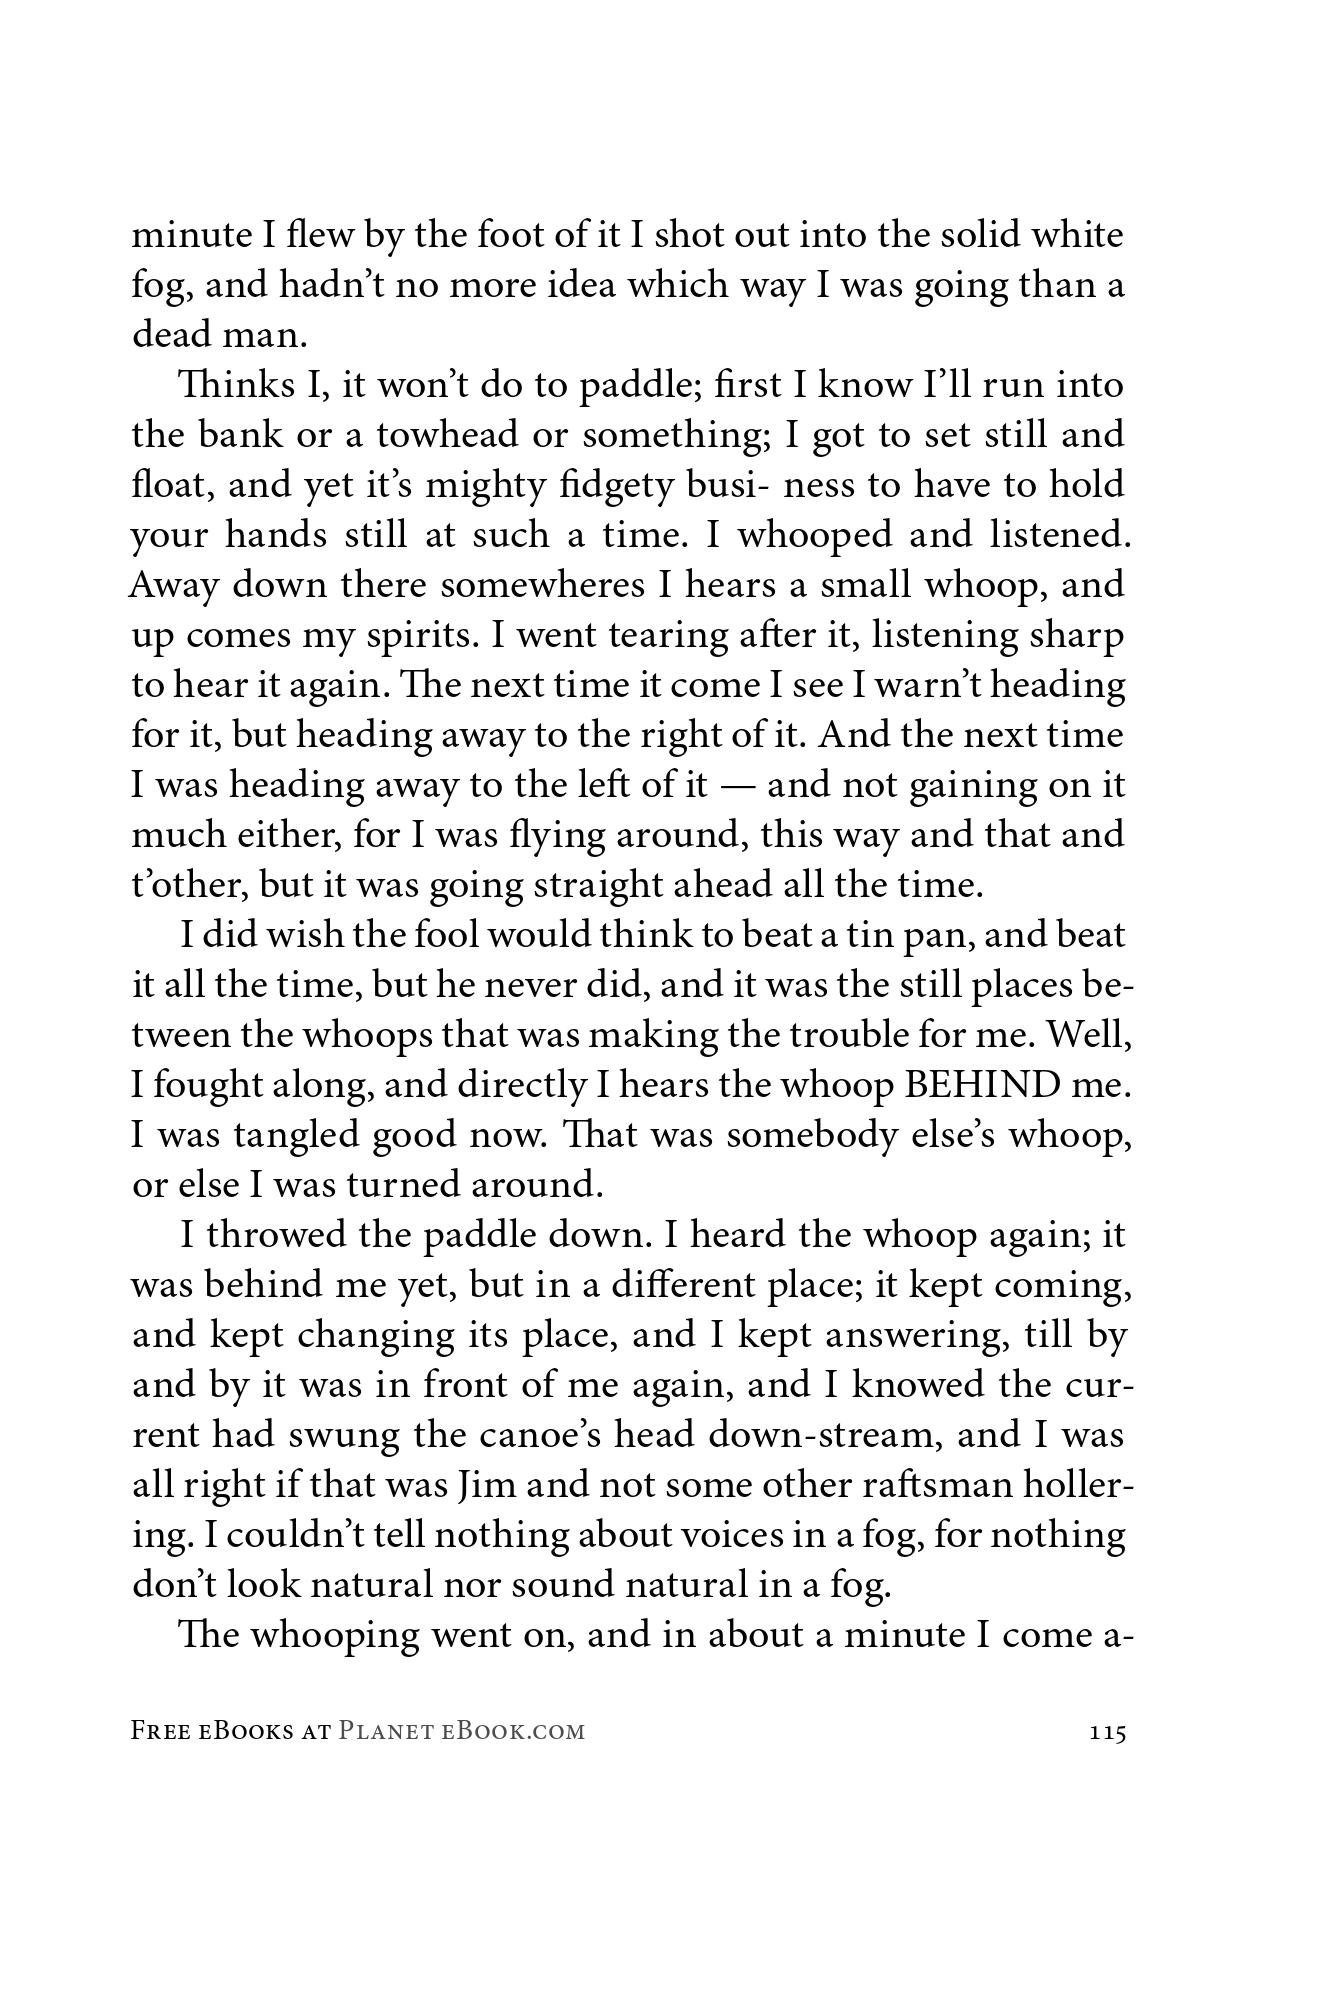 minute I flew by the foot of it I shot out into the solid white
fog, and hadn’t no more idea which way I was going than a
dead man.
Thinks I, it won’t do to paddle; first I know I’ll run into
the bank or a towhead or something; I got to set still and
float, and yet it’s mighty fidgety busi- ness to have to hold
your hands still at such a time. I whooped and listened.
Away down there somewheres I hears a small whoop, and
up comes my spirits. I went tearing after it, listening sharp
to hear it again. The next time it come I see I warn’t heading
for it, but heading away to the right of it. And the next time
I was heading away to the left of it — and not gaining on it
much either, for I was flying around, this way and that and
t’other, but it was going straight ahead all the time.
I did wish the fool would think to beat a tin pan, and beat
it all the time, but he never did, and it was the still places be-
tween the whoops that was making the trouble for me. Well,
I fought along, and directly I hears the whoop BEHIND me.
I was tangled good now. That was somebody else’s whoop,
or else I was turned around.
I throwed the paddle down. I heard the whoop again; it
was behind me yet, but in a different place; it kept coming,
and kept changing its place, and I kept answering, till by
and by it was in front of me again, and I knowed the cur-
rent had swung the canoe’s head down-stream, and I was
all right if that was Jim and not some other raftsman holler-
ing. I couldn’t tell nothing about voices in a fog, for nothing
don’t look natural nor sound natural in a fog.
The whooping went on, and in about a minute I come a-
Free eBooks at Planet eBook.com 115